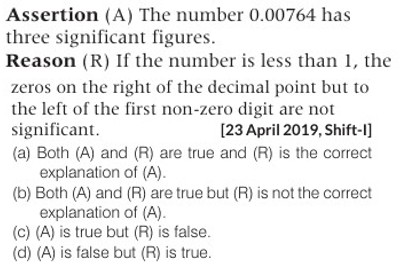 Assertion (A) The number 0.00764 has
three significant figures.
Reason (R) If the number is less than 1, the
zeros on the right of the decimal point but to
the left of the first non-zero digit are not
significant. [23 April 2019, Shift-I]
(a) Both (A) and (R) are true and (R) is the correct
explanation of (A).
(b) Both (A) and (R) are true but (R) is not the correct
explanation of (A).
(c) (A) is true but (R) is false.
(d) (A) is false but (R) is true.